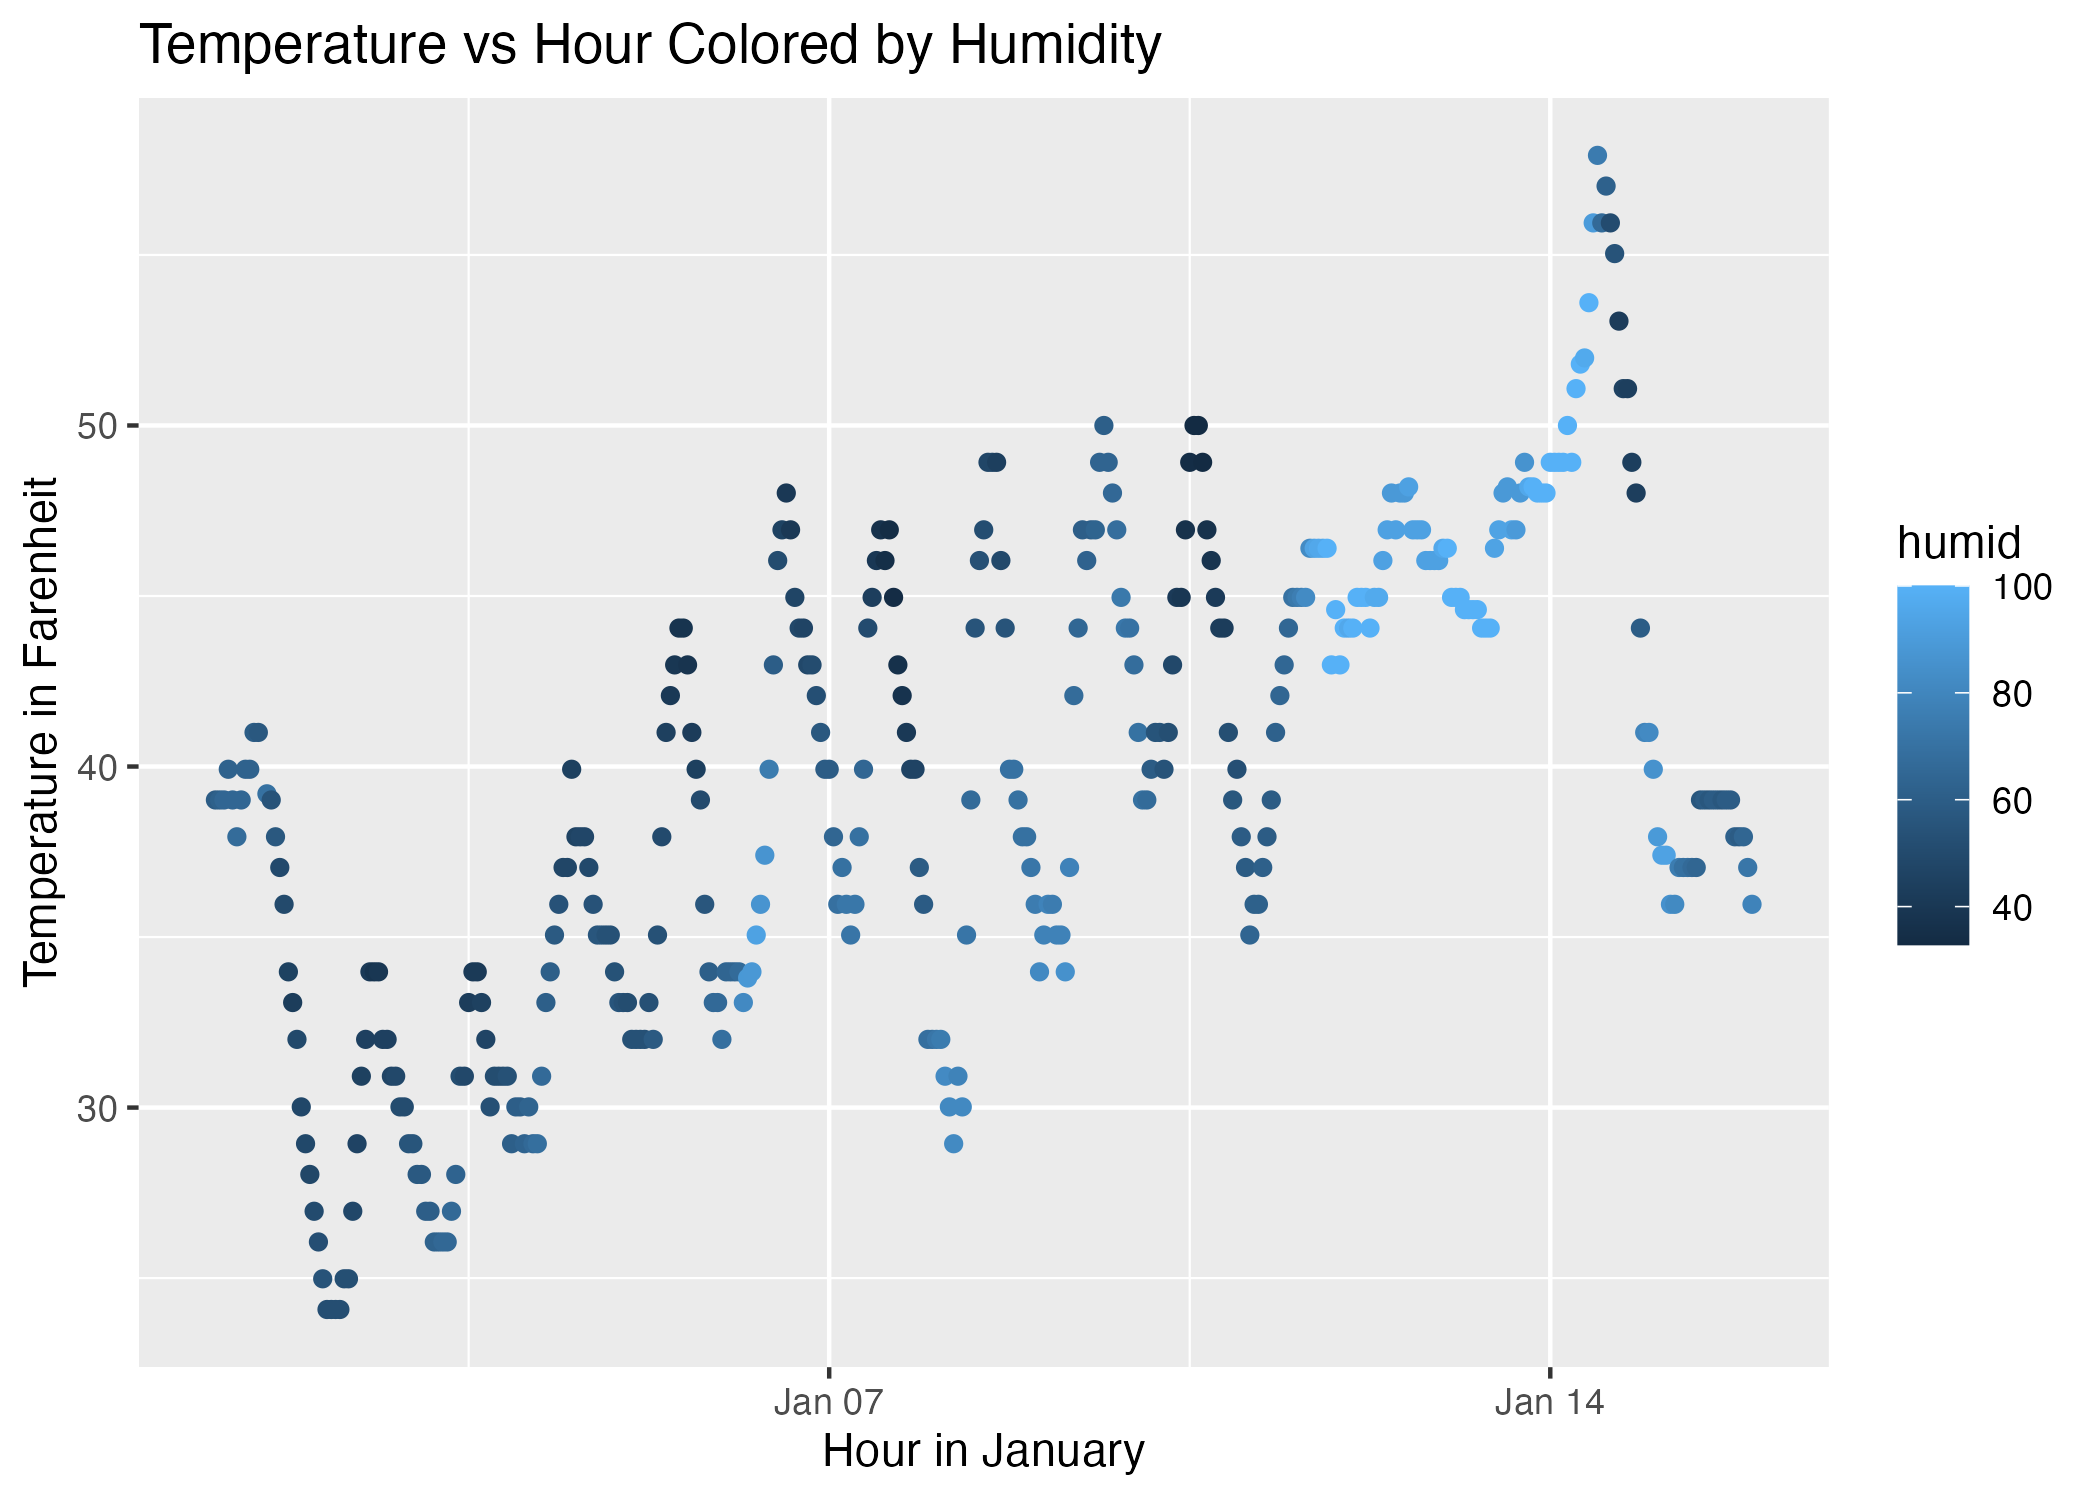 Temperature vs Hour Colored by Humidity
Temperature in Farenheit
50
40
30
Jan 07
Jan 14
Hour in January
humid
100
80
60
40